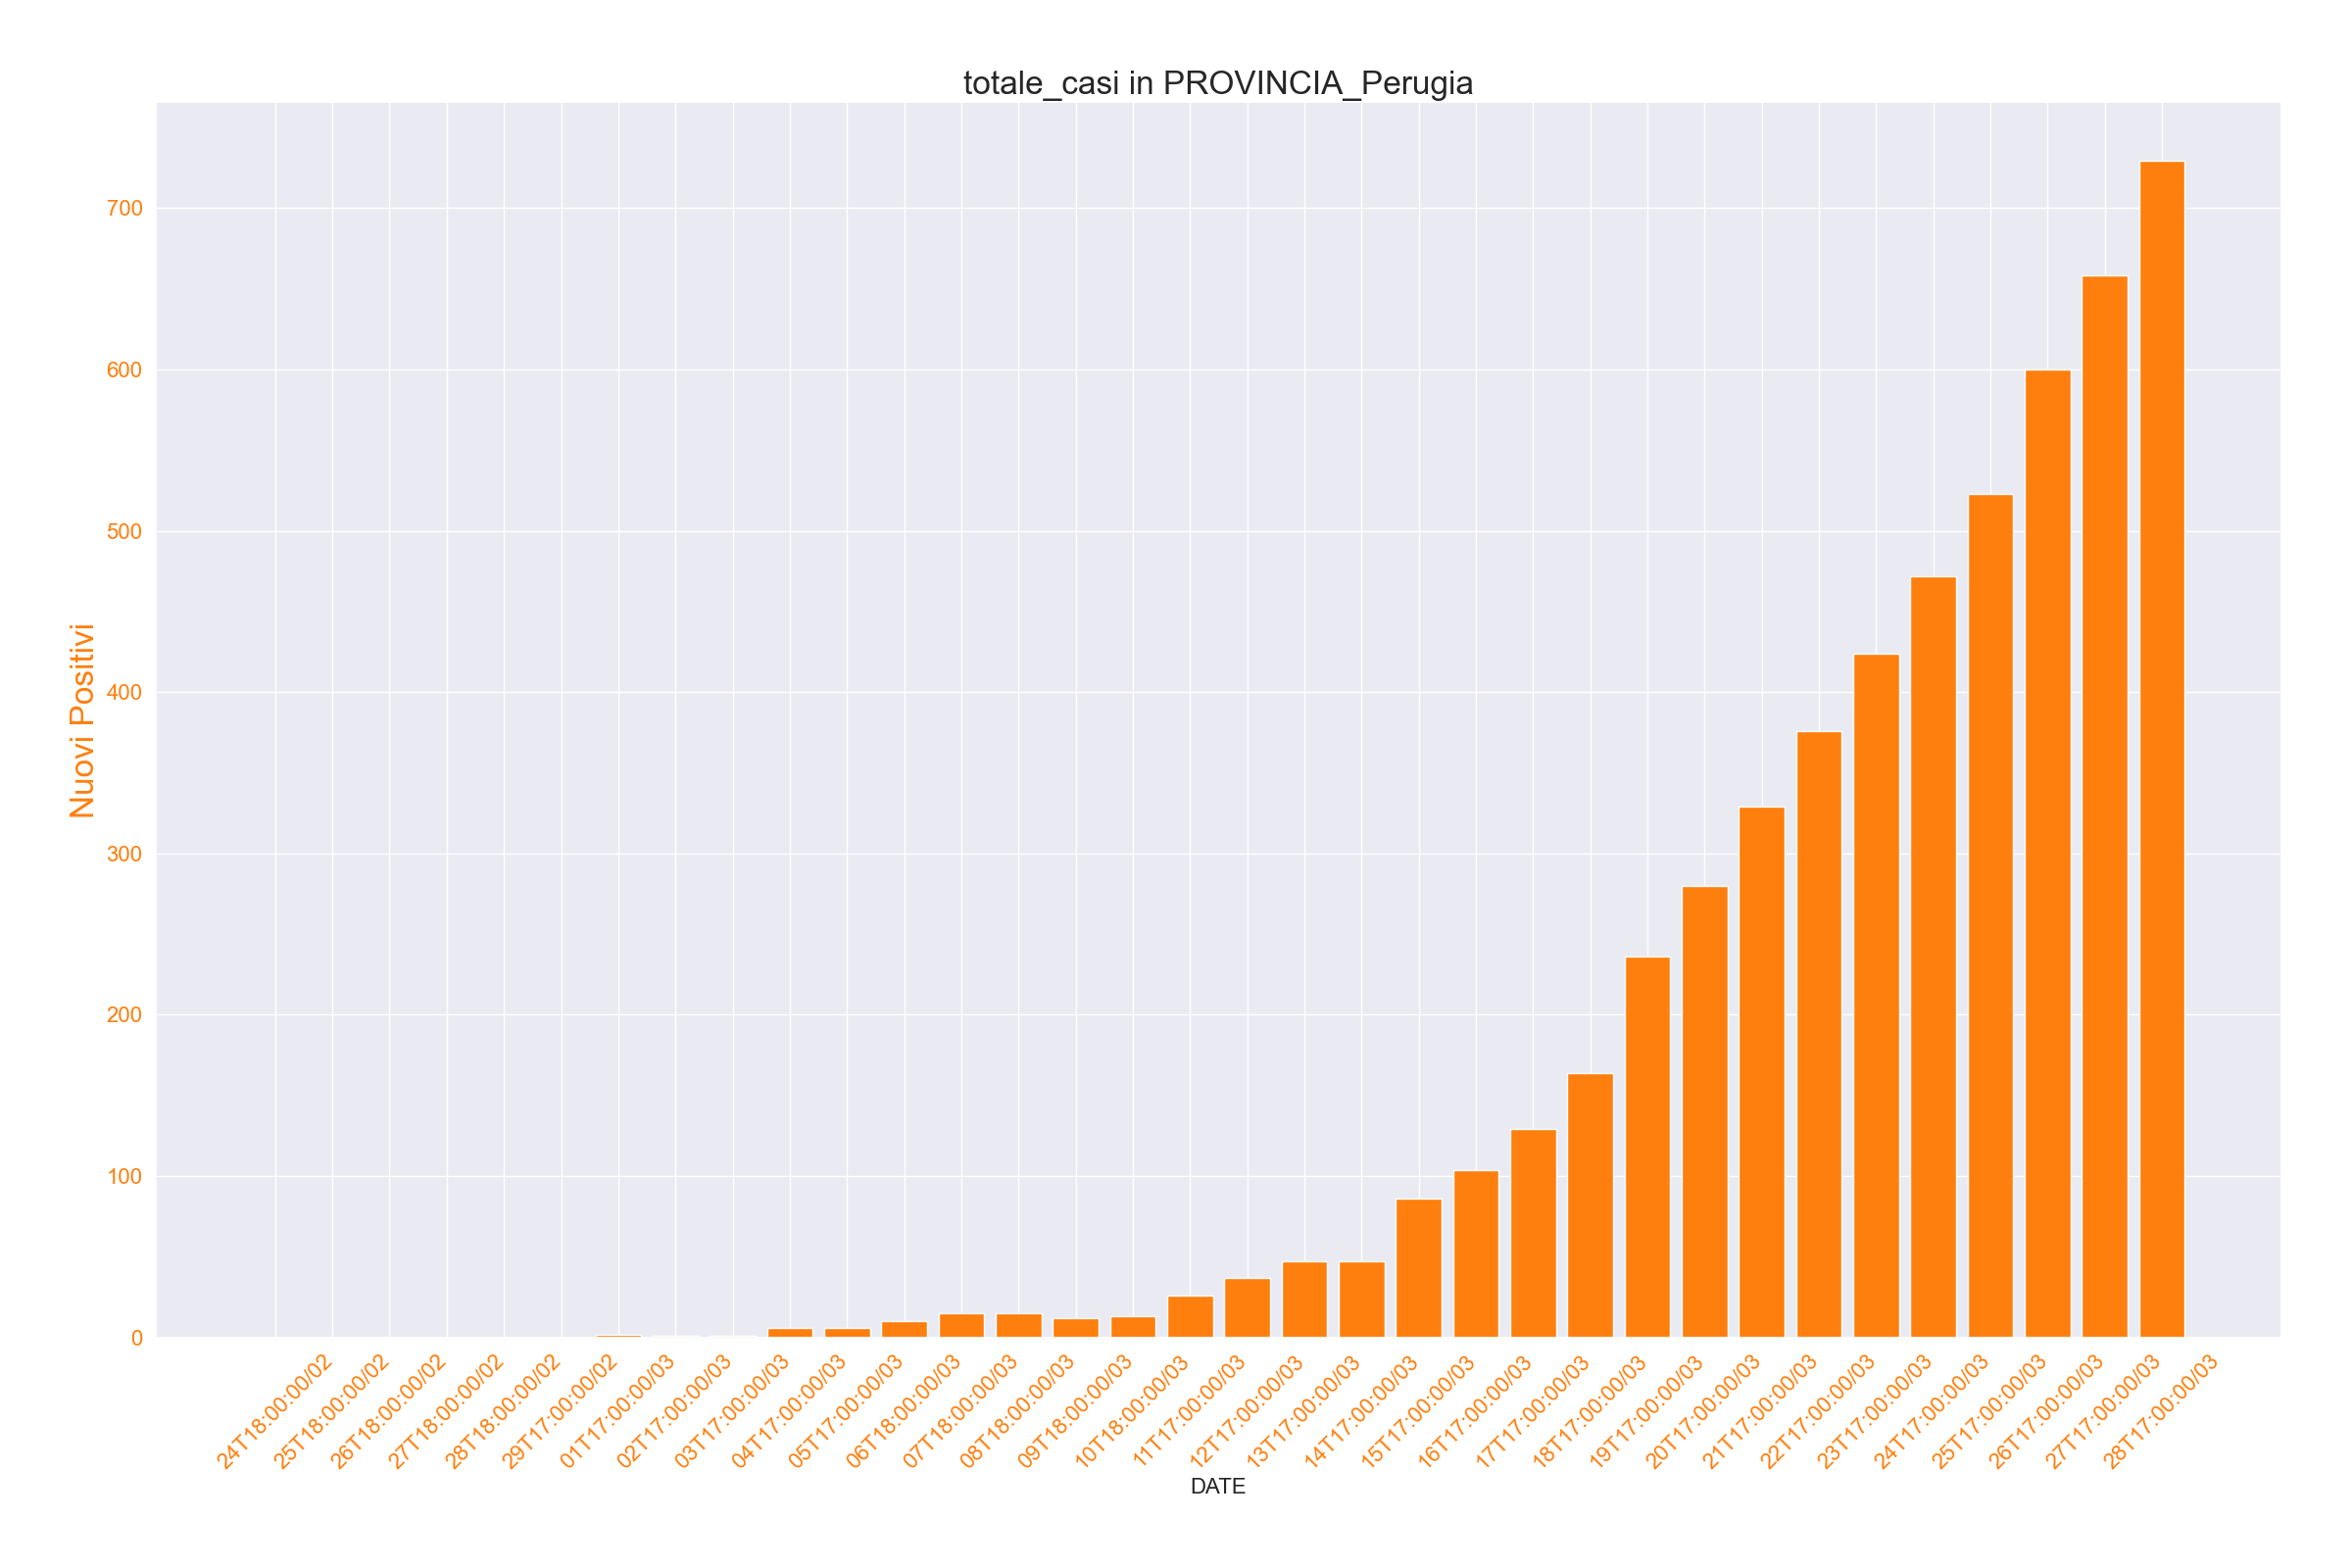 totale_casi in PROVINCIA_Perugia
Nuovi Positivi
700
600
500
400
300
200
100
0
24T18:00:00/02
25T18:00:00/02
26T18:00:00/02
27T18:00:00/02
28T18:00:00/02
29T17:00:00/02
01T17:00:00/03
02T17:00:00/03
03T17:00:00/03
04T17:00:00/03
05T17:00:00/03
06T18:00:00/03
07T18:00:00/03
08T18:00:00/03
09T18:00:00/03
10T18:00:00/03
11T17:00:00/03
12T17:00:00/03
13T17:00:00/03
14T17:00:00/03
15T17:00:00/03
16T17:00:00/03
17T17:00:00/03
18T17:00:00/03
19T17:00:00/03
20T17:00:00/03
21T17:00:00/03
22T17:00:00/03
23T17:00:00/03
24T17:00:00/03
25T17:00:00/03
26T17:00:00/03
27T17:00:00/03
28T17:00:00/03
DATE